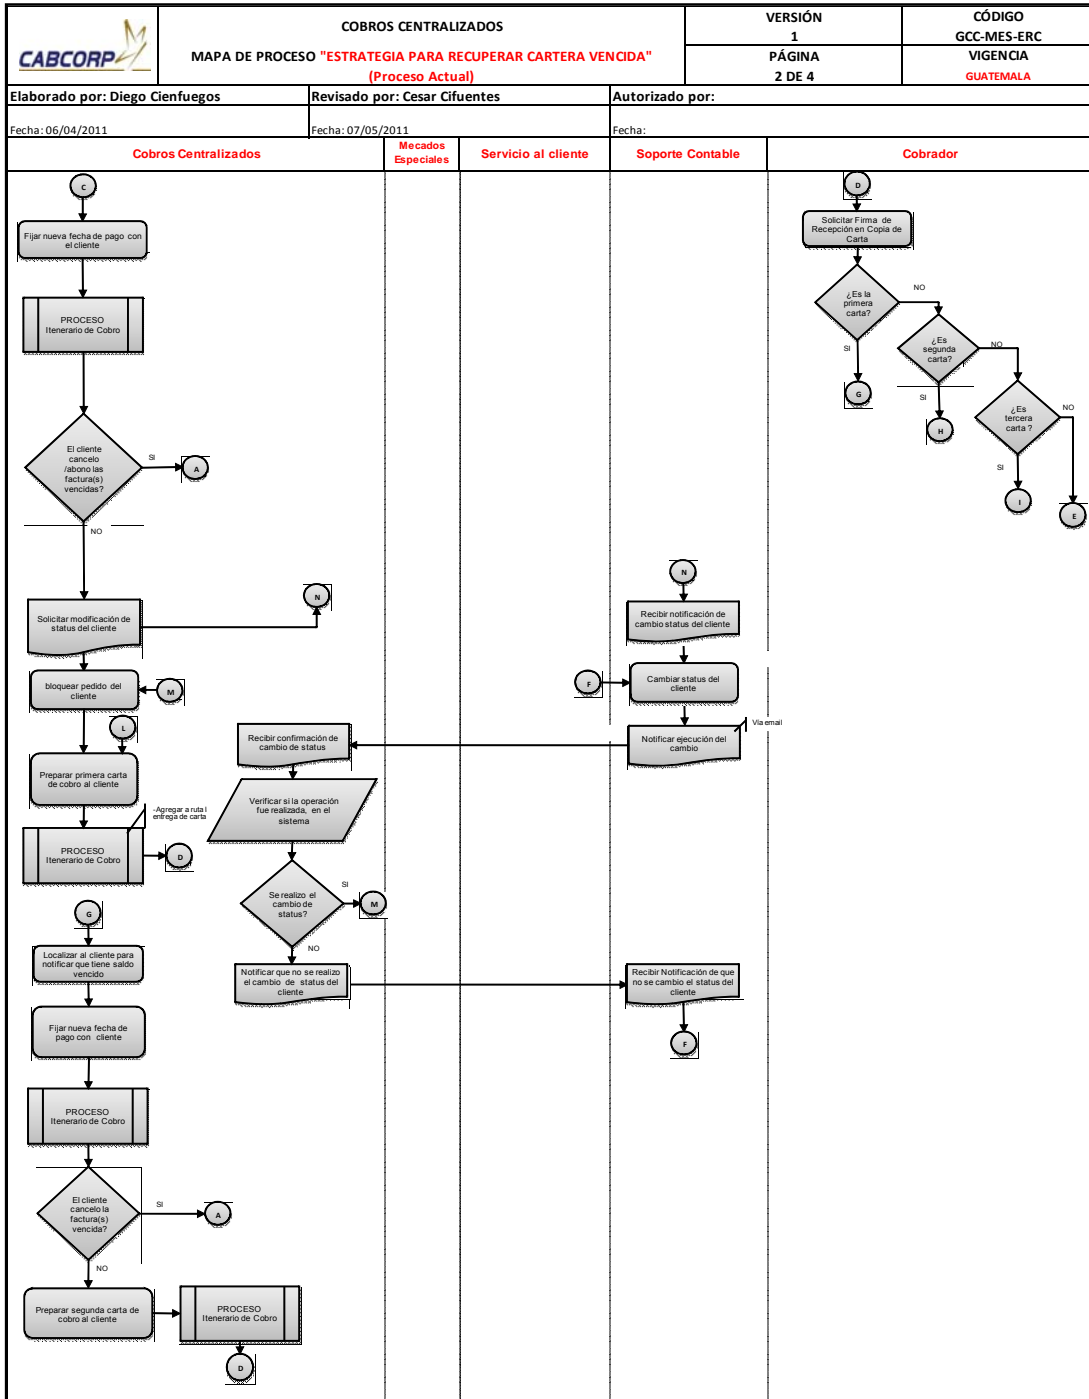 CABCORP
COBROS CENTRALIZADOS
MAPA DE PROCESO "ESTRATEGIA PARA RECUPERAR CARTERA VENCIDA"
(Proceso Actual)
VERSIÓN
1
PÁGINA
2 DE 4
CÓDIGO
GCC-MES-ERC
VIGENCIA
GUATEMALA
Elaborado por: Diego Cienfuegos
Revisado por: Cesar Cifuentes
Autorizado por:
Fecha: 06/04/2011
Fecha: 07/05/2011
Fecha:
Cobros Centralizados
Mecados
Especiales
Servicio al cliente
Soporte Contable
Cobrador
C
Fijar nueva fecha de pago con
el cliente
PROCESO
Itenerario de Cobro
El cliente
cancelo
/abono las
factura(s)
vencidas?
SI
A
NO
Solicitar modificación de
status del cliente
N
bloquear pedido del
cliente
M
L
Preparar primera carta
de cobro al cliente
-Agregar a ruta l
entrega de carta
PROCESO
Itenerario de Cobro
D
G
Localizar al cliente para
notificar que tiene saldo
vencido
Fijar nueva fecha de
pago con cliente
PROCESO
Itenerario de Cobro
El cliente
cancelo la
factura(s)
vencida?
SI
A
NO
Preparar segunda carta de
cobro al cliente
PROCESO
Itenerario de Cobro
D
Recibir confirmación de
cambio de status
Verificar si la operación
fue realizada, en el
sistema
Se realizo el
cambio de
status?
SI
M
NO
Notificar que no se realizo
el cambio de status del
cliente
N
Recibir notificación de
cambio status del cliente
F
Cambiar status del
cliente
Notificar ejecución del
cambio
Via email
Recibir Notificación de que
no se cambio el status del
cliente
F
D
Solicitar Firma de
Recepción en Copia de
Carta
¿Es la
primera
carta?
NO
SI
G
¿Es
segunda
carta?
NO
SI
H
¿Es
tercera
carta ?
NO
SI
I
E